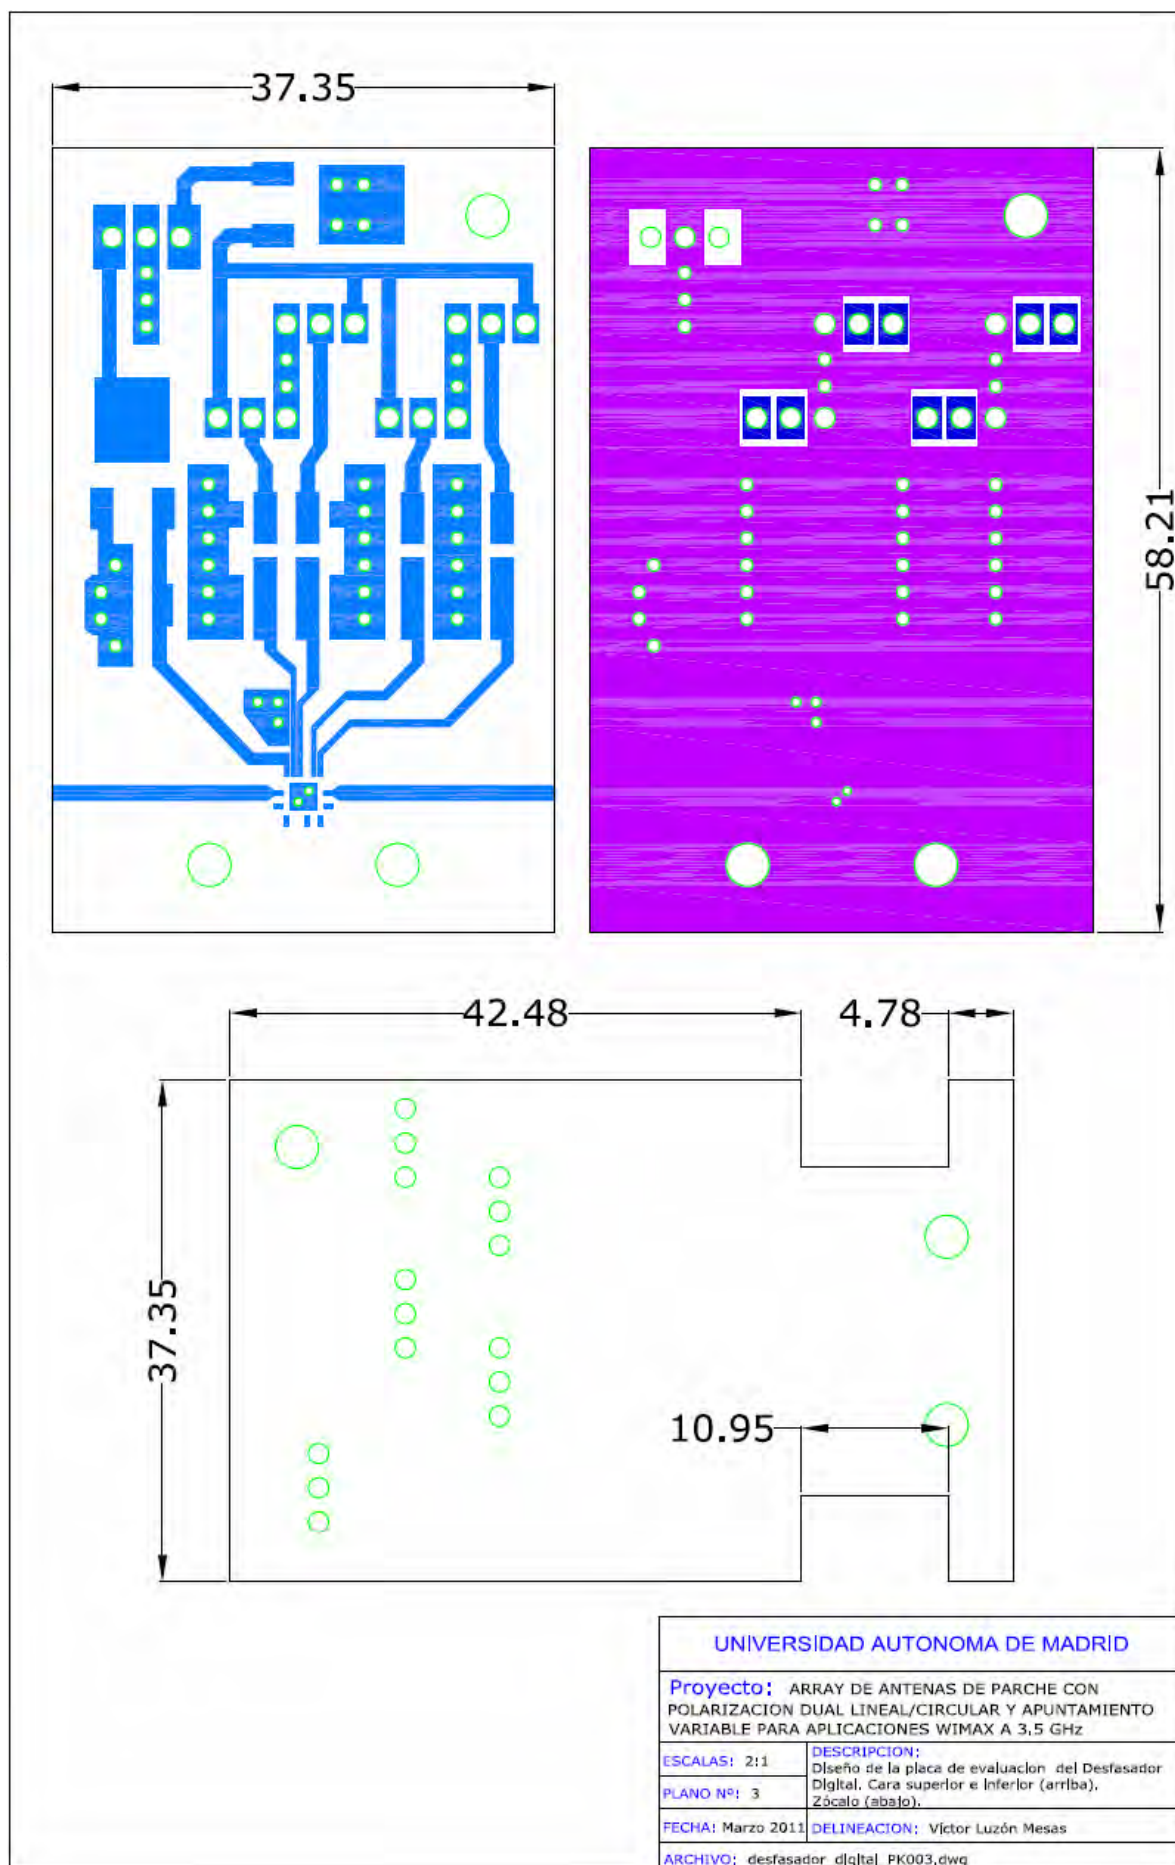 37.35
58.21
42.48
4.78
37.35
10.95
UNIVERSIDAD AUTONOMA DE MADRID
Proyecto: ARRAY DE ANTENAS DE PARCHE CON
POLARIZACION DUAL LINEAL/CIRCULAR Y APUNTAMIENTO
VARIABLE PARA APLICACIONES WIMAX A 3.5 GHz
ESCALAS: 2:1
DESCRIPCION:
Diseño de la placa de evaluacion del Desfasador
Digital. Cara superior e inferior (arriba).
Zócalo (abajo).
PLANO Nº: 3
FECHA: Marzo 2011
DELINEACION: Víctor Luzón Mesas
ARCHIVO: desfasador_digital_PK003.dwg